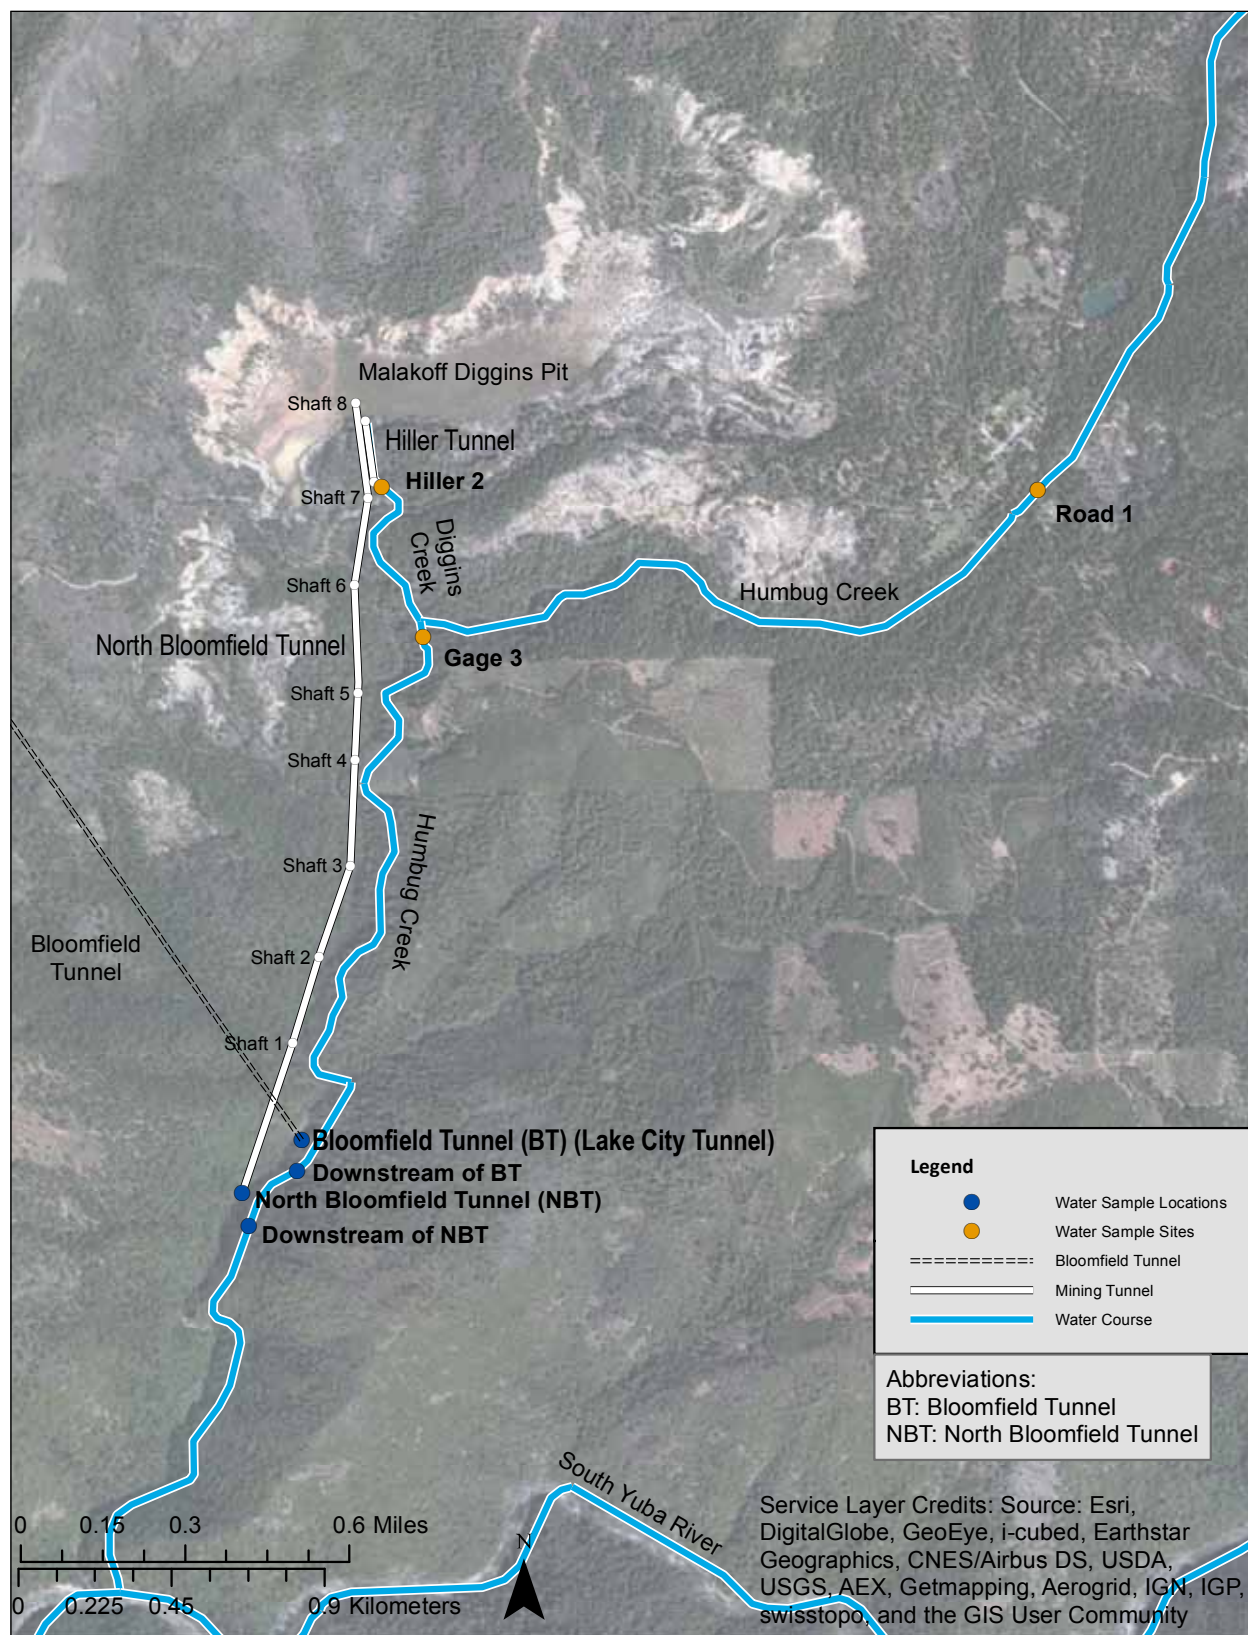 Malakoff Diggins Pit
Shaft 8
Hiller Tunnel
Hiller 2
Shaft 7
Road 1
Diggins
Creek
Shaft 6
Humbug Creek
North Bloomfield Tunnel
Gage 3
Shaft 5
Shaft 4
Humbug Creek
Shaft 3
Bloomfield
Tunnel
Shaft 2
Shaft 1
Bloomfield Tunnel (BT) (Lake City Tunnel)
Downstream of BT
North Bloomfield Tunnel (NBT)
Downstream of NBT
Legend
Water Sample Locations
Water Sample Sites
Bloomfield Tunnel
Mining Tunnel
Water Course
Abbreviations:
BT: Bloomfield Tunnel
NBT: North Bloomfield Tunnel
South Yuba River
Service Layer Credits: Source: Esri,
DigitalGlobe, GeoEye, i-cubed, Earthstar
Geographics, CNES/Airbus DS, USDA,
USGS, AEX, Getmapping, Aerogrid, IGN, IGP,
swisstopo, and the GIS User Community
0 0.15 0.3 0.6 Miles
N
0 0.225 0.45 0.9 Kilometers